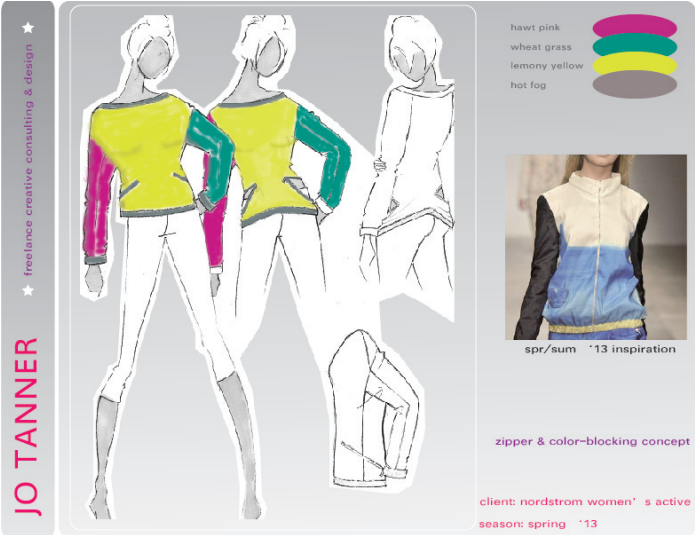 JO TANNER
freelance creative consulting & design
hawt pink
wheat grass
lemony yellow
hot fog
spr/sum ‘13 inspiration
zipper & color-blocking concept
client: nordstrom women’ s active
season: spring ‘13